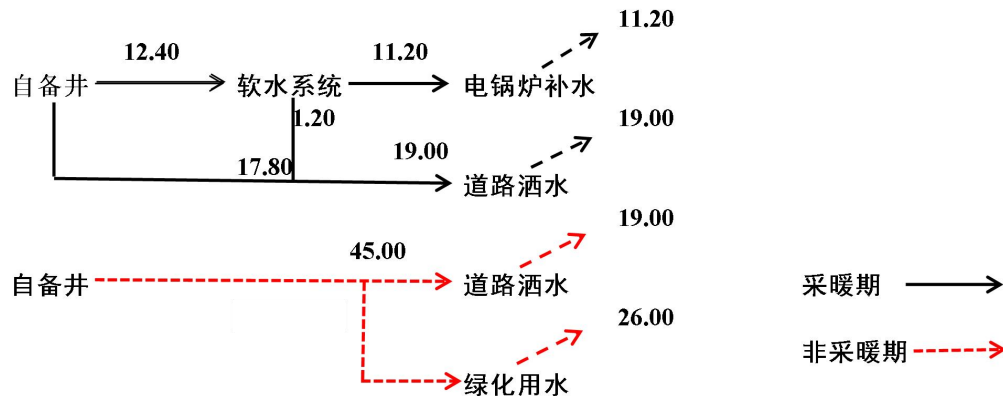 11.20
12.40
11.20
自备井
软水系统
电锅炉补水
1.20
19.00
17.80
19.00
道路洒水
19.00
45.00
自备井
道路洒水
采暖期
26.00
非采暖期
绿化用水